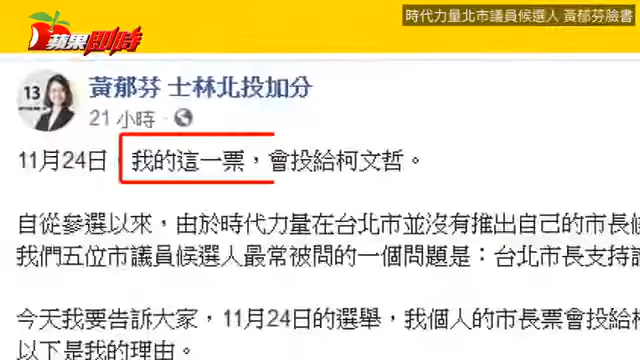 時代力量北市議員候選人 黃郁芬臉書
蘋果即時
13
黃郁芬 士林北投加分
21 小時
11月24日，我的這一票，會投給柯文哲。
自從參選以來，由於時代力量在台北市並沒有推出自己的市長候
我們五位市議員候選人最常被問的一個問題是：台北市長支持
今天我要告訴大家，11月24日的選舉，我個人的市長票會投給柯
以下是我的理由。